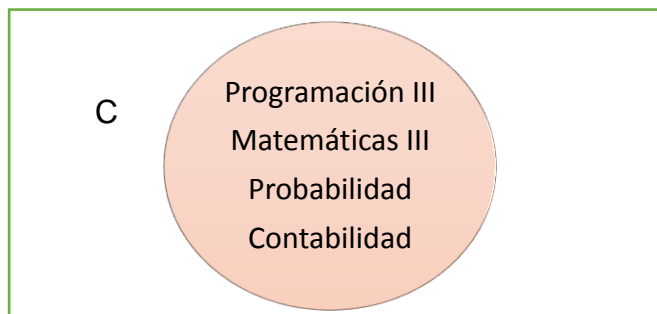 C
Programación III
Matemáticas III
Probabilidad
Contabilidad